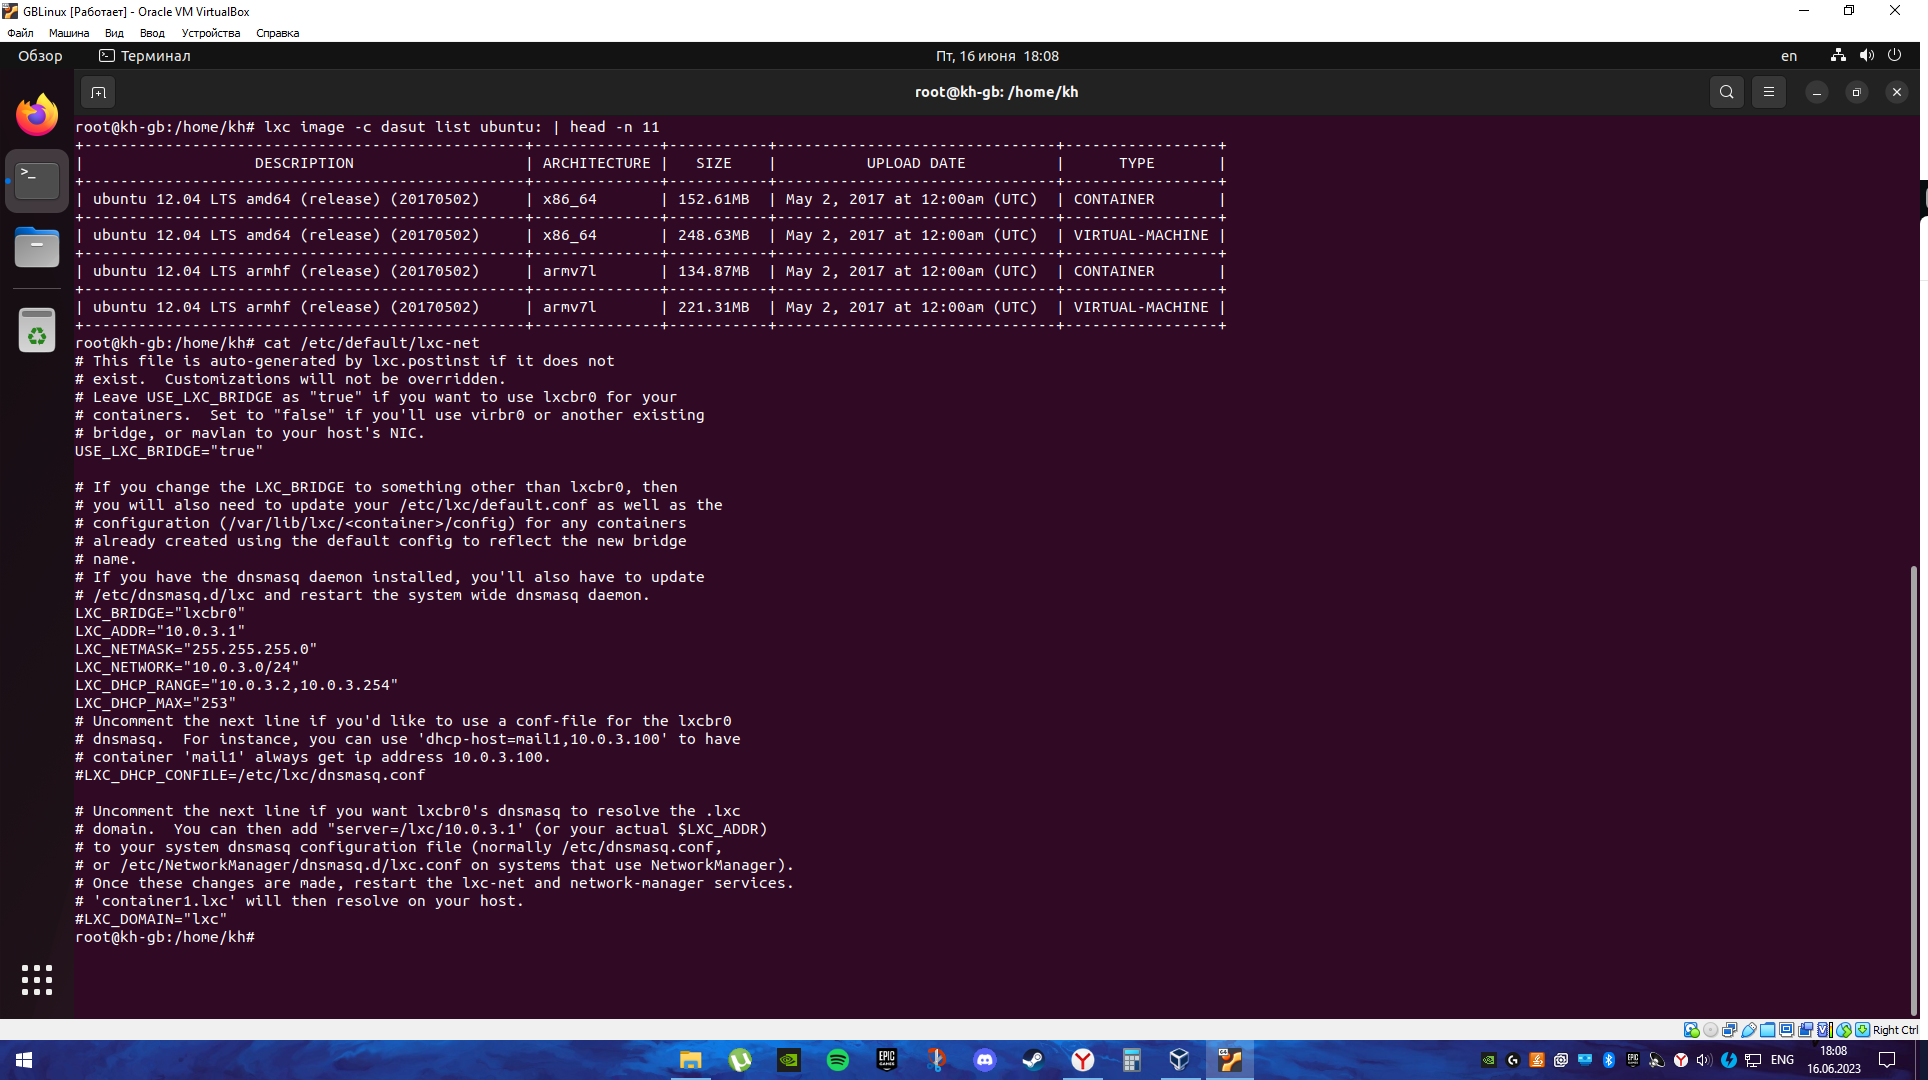 GBLinux [Работает] - Oracle VM VirtualBox
Файл Машина Вид Ввод Устройства Справка
Обзор Терминал Пт, 16 июня 18:08 en
root@kh-gb: /home/kh
root@kh-gb:/home/kh# lxc image -c dasut list ubuntu: | head -n 11
+-------------------------------------------------+--------------+-----------+-------------------------------+-----------------+
| DESCRIPTION | ARCHITECTURE | SIZE | UPLOAD DATE | TYPE |
+-------------------------------------------------+--------------+-----------+-------------------------------+-----------------+
| ubuntu 12.04 LTS amd64 (release) (20170502) | x86_64 | 152.61MB | May 2, 2017 at 12:00am (UTC) | CONTAINER |
+-------------------------------------------------+--------------+-----------+-------------------------------+-----------------+
| ubuntu 12.04 LTS amd64 (release) (20170502) | x86_64 | 248.63MB | May 2, 2017 at 12:00am (UTC) | VIRTUAL-MACHINE |
+-------------------------------------------------+--------------+-----------+-------------------------------+-----------------+
| ubuntu 12.04 LTS armhf (release) (20170502) | armv7l | 134.87MB | May 2, 2017 at 12:00am (UTC) | CONTAINER |
+-------------------------------------------------+--------------+-----------+-------------------------------+-----------------+
| ubuntu 12.04 LTS armhf (release) (20170502) | armv7l | 221.31MB | May 2, 2017 at 12:00am (UTC) | VIRTUAL-MACHINE |
+-------------------------------------------------+--------------+-----------+-------------------------------+-----------------+
root@kh-gb:/home/kh# cat /etc/default/lxc-net
# This file is auto-generated by lxc.postinst if it does not
# exist.  Customizations will not be overridden.
# Leave USE_LXC_BRIDGE as "true" if you want to use lxcbr0 for your
# containers.  Set to "false" if you'll use virbr0 or another existing
# bridge, or mavlan to your host's NIC.
USE_LXC_BRIDGE="true"
# If you change the LXC_BRIDGE to something other than lxcbr0, then
# you will also need to update your /etc/lxc/default.conf as well as the
# configuration (/var/lib/lxc/<container>/config) for any containers
# already created using the default config to reflect the new bridge
# name.
# If you have the dnsmasq daemon installed, you'll also have to update
# /etc/dnsmasq.d/lxc and restart the system wide dnsmasq daemon.
LXC_BRIDGE="lxcbr0"
LXC_ADDR="10.0.3.1"
LXC_NETMASK="255.255.255.0"
LXC_NETWORK="10.0.3.0/24"
LXC_DHCP_RANGE="10.0.3.2,10.0.3.254"
LXC_DHCP_MAX="253"
# Uncomment the next line if you'd like to use a conf-file for the lxcbr0
# dnsmasq.  For instance, you can use 'dhcp-host=mail1,10.0.3.100' to have
# container 'mail1' always get ip address 10.0.3.100.
#LXC_DHCP_CONFILE=/etc/lxc/dnsmasq.conf
# Uncomment the next line if you want lxcbr0's dnsmasq to resolve the .lxc
# domain.  You can then add "server=/lxc/10.0.3.1' (or your actual $LXC_ADDR)
# to your system dnsmasq configuration file (normally /etc/dnsmasq.conf,
# or /etc/NetworkManager/dnsmasq.d/lxc.conf on systems that use NetworkManager).
# Once these changes are made, restart the lxc-net and network-manager services.
# 'container1.lxc' will then resolve on your host.
#LXC_DOMAIN="lxc"
root@kh-gb:/home/kh#
Right Ctrl
ENG
18:08
16.06.2023